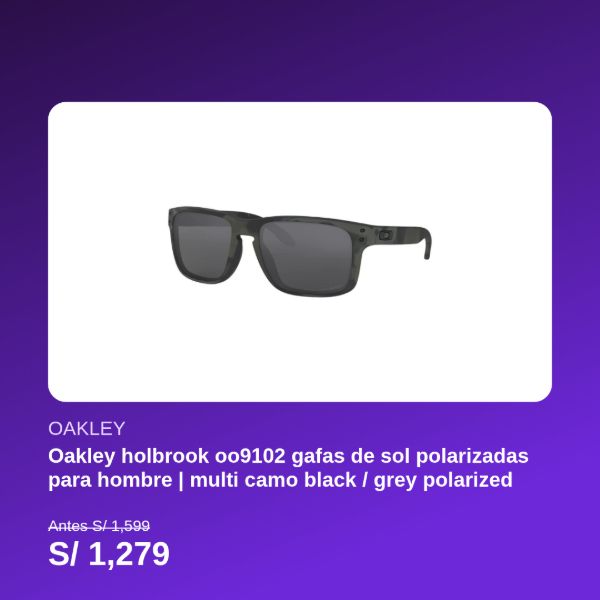 OAKLEY
Oakley holbrook oo9102 gafas de sol polarizadas
para hombre | multi camo black / grey polarized
Antes S/ 1,599
S/ 1,279